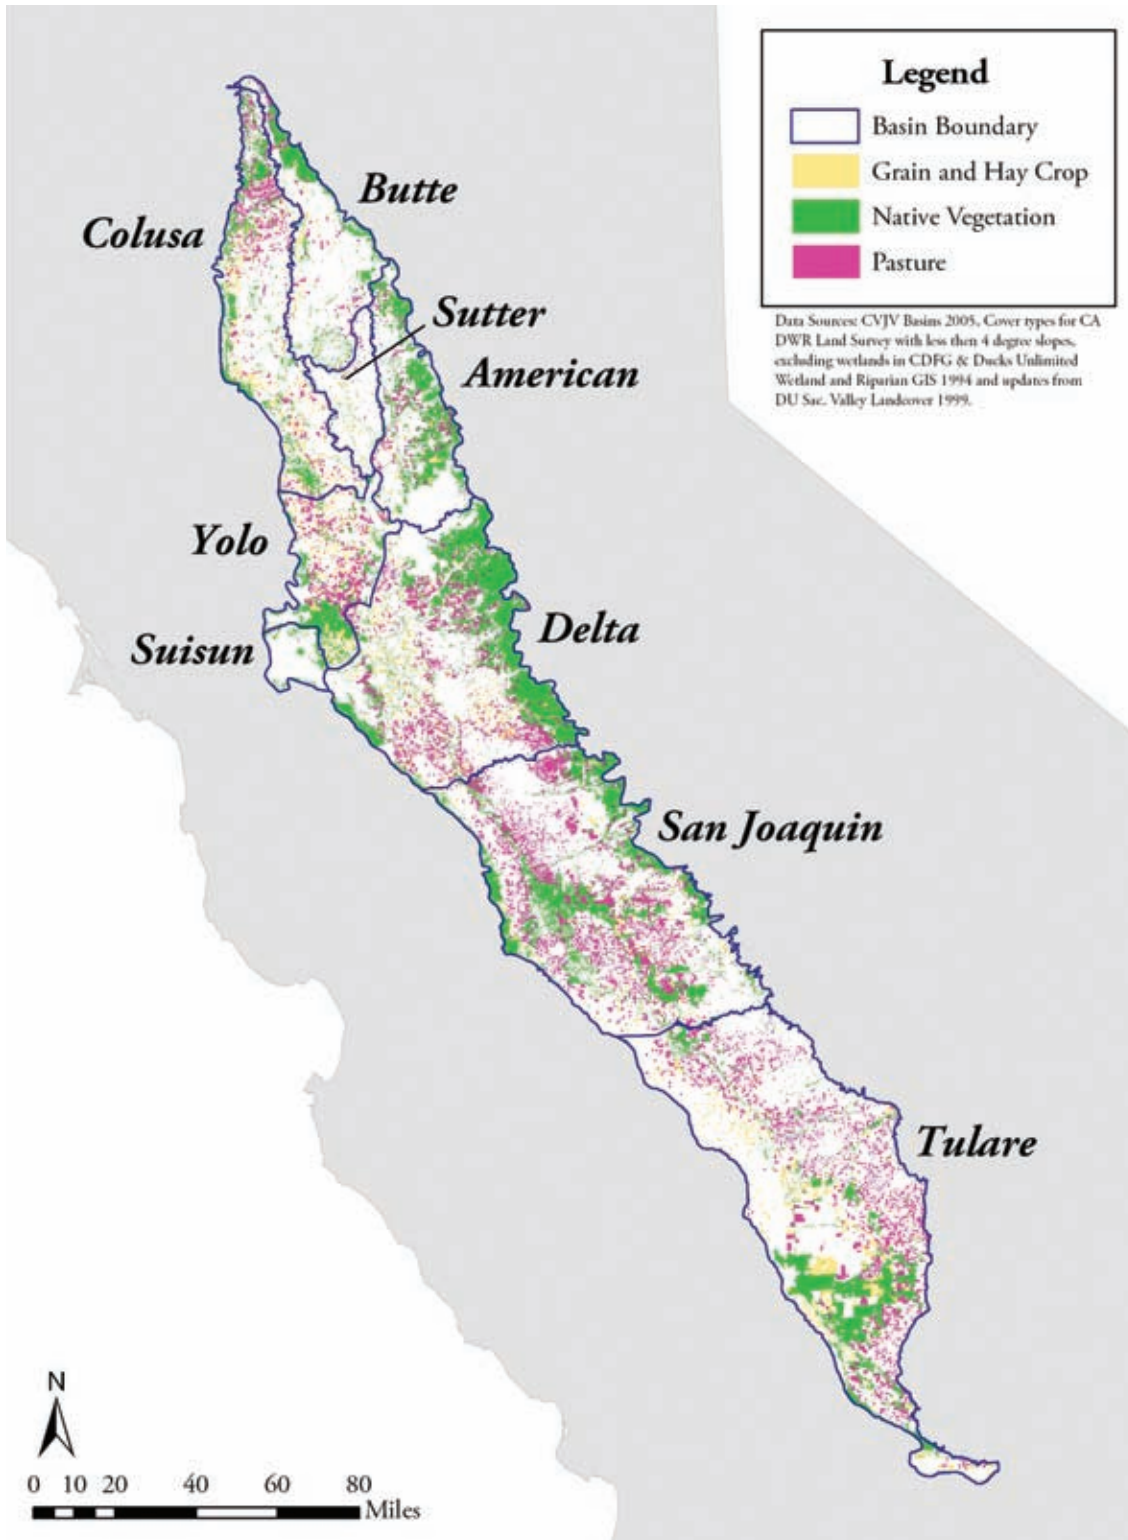 Legend
Basin Boundary
Grain and Hay Crop
Native Vegetation
Pasture
Data Sources: CVJV Basins 2005, Cover types for CA
DWR Land Survey with less then 4 degree slopes,
excluding wetlands in CDFG & Ducks Unlimited
Wetland and Riparian GIS 1994 and updates from
DU Sac. Valley Landcover 1999.
Butte
Colusa
Sutter
American
Yolo
Delta
Suisun
San Joaquin
Tulare
N
0 10 20 40 60 80
Miles